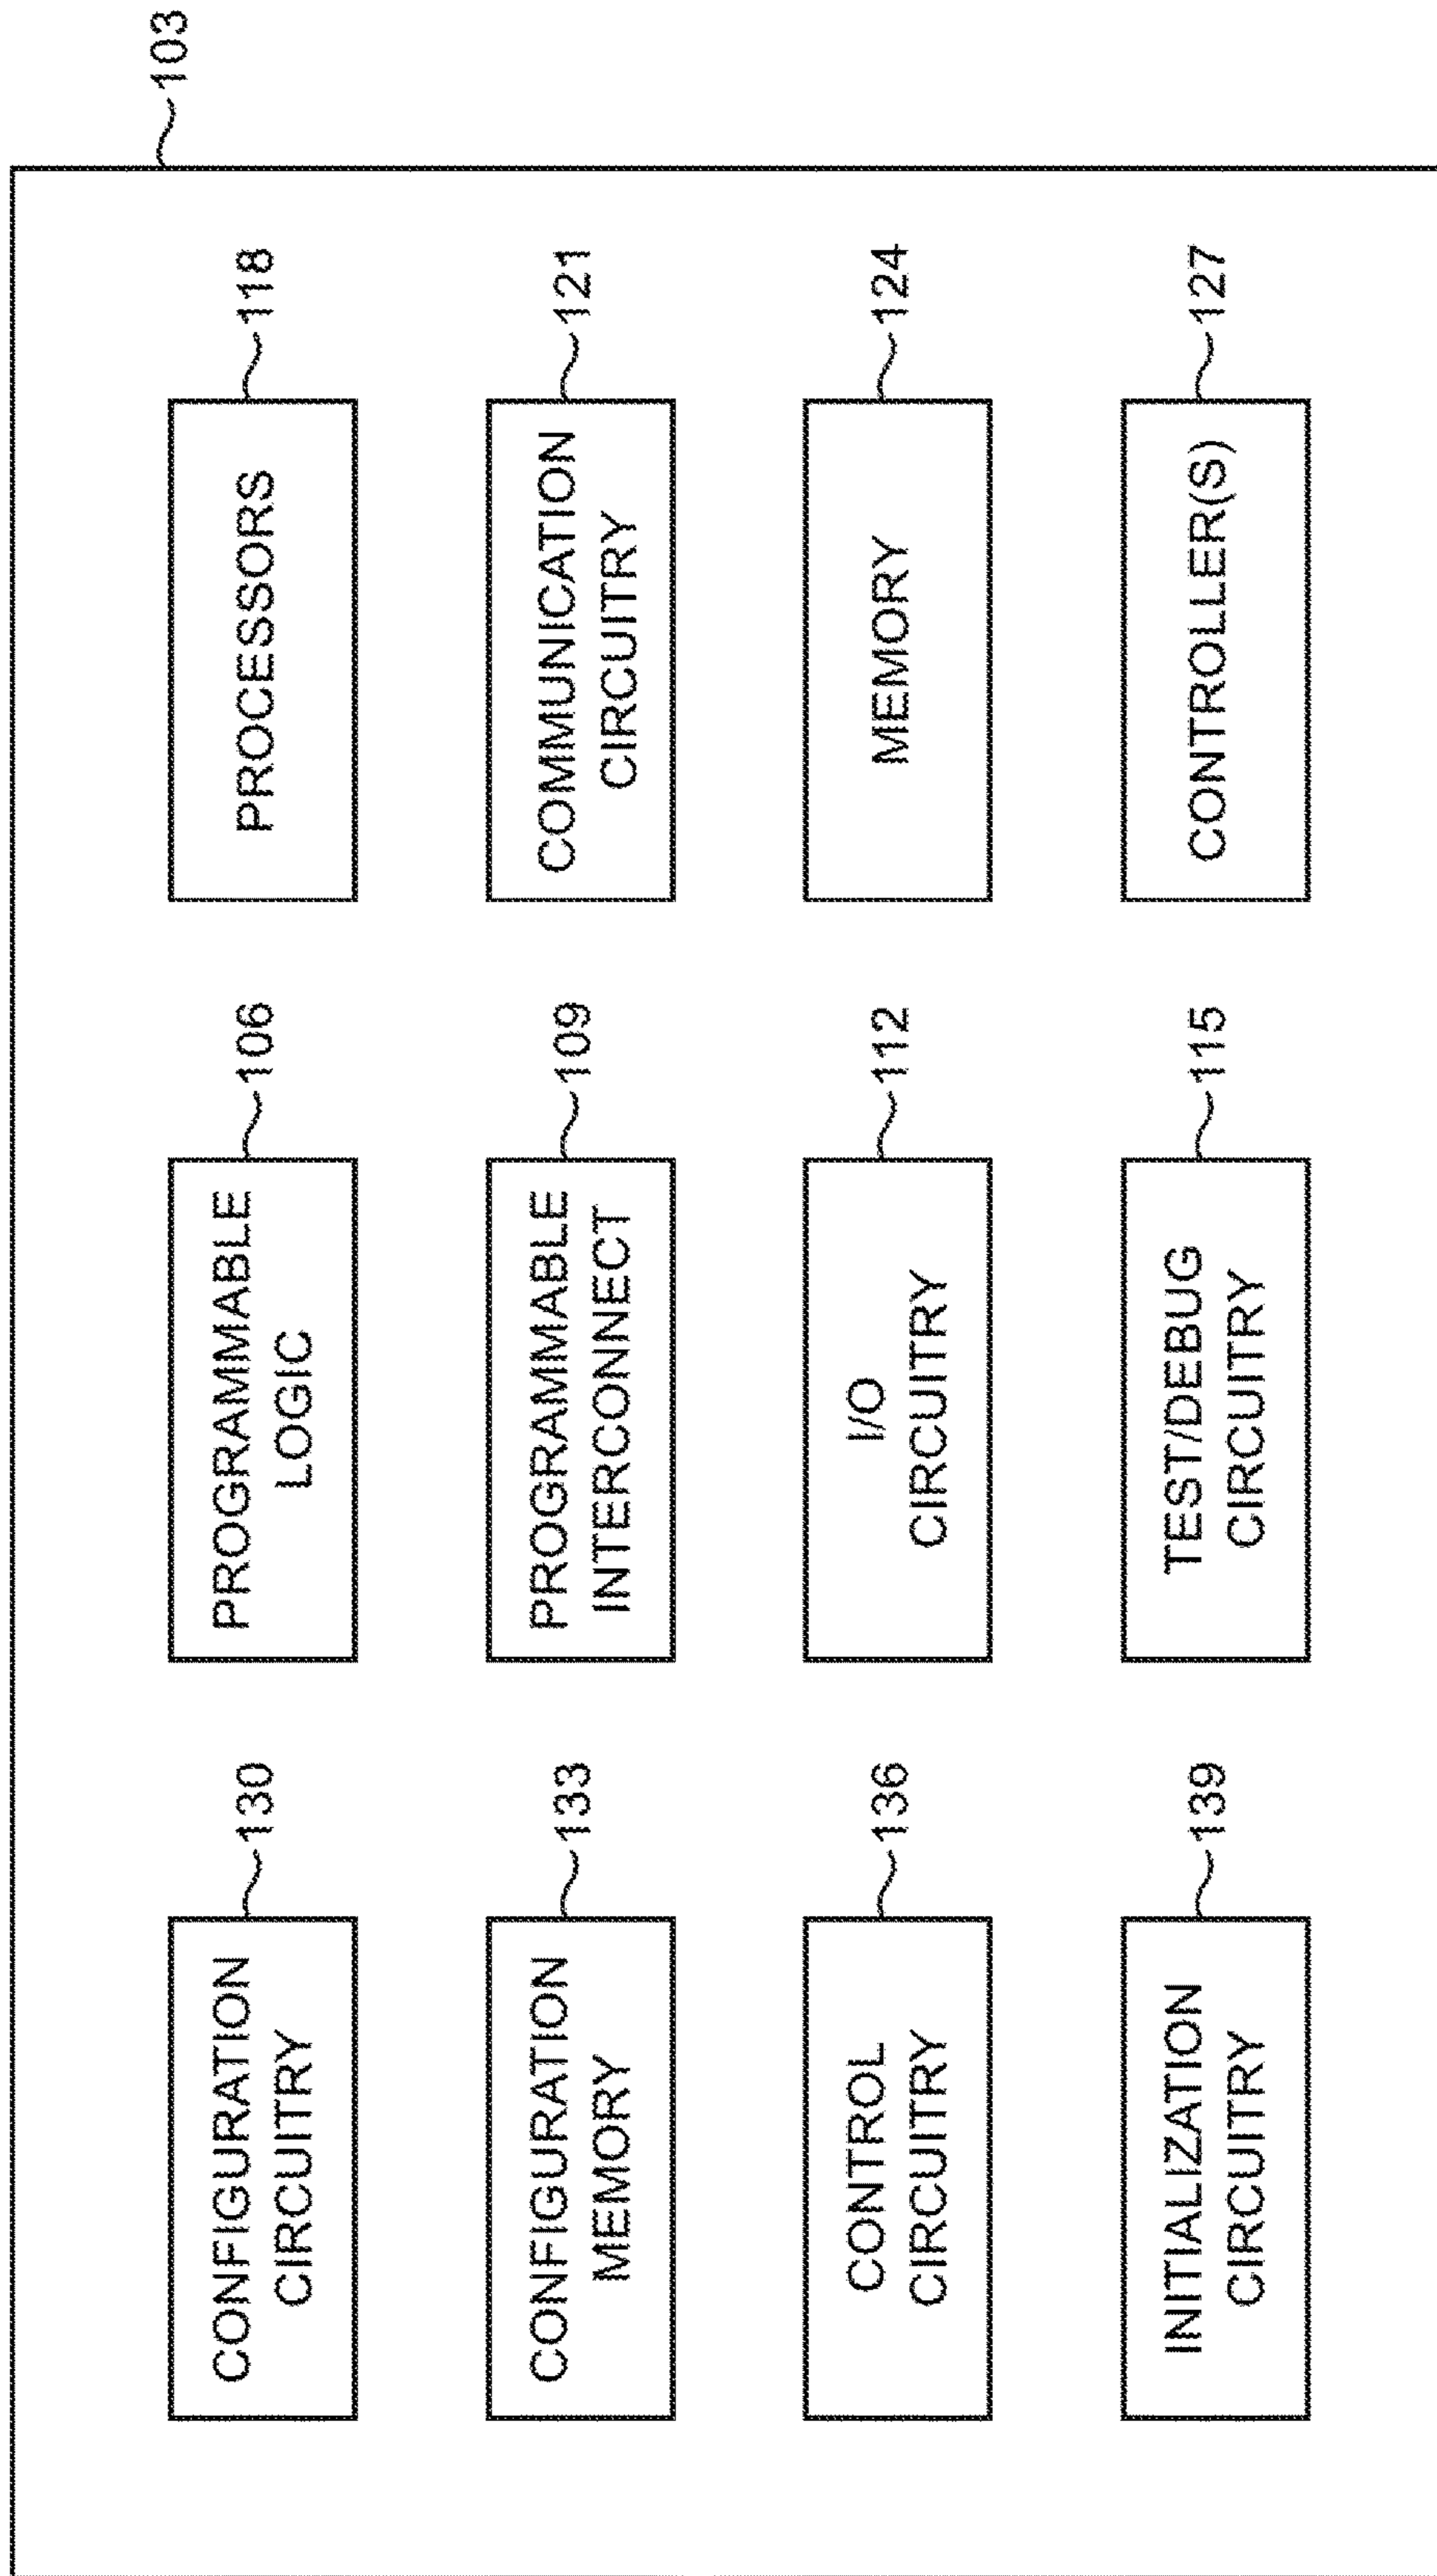 103
CONFIGURATION
CIRCUITRY
130
PROGRAMMABLE
LOGIC
106
PROCESSORS
118
CONFIGURATION
MEMORY
133
PROGRAMMABLE
INTERCONNECT
109
COMMUNICATION
CIRCUITRY
121
CONTROL
CIRCUITRY
136
I/O
CIRCUITRY
112
MEMORY
124
INITIALIZATION
CIRCUITRY
139
TEST/DEBUG
CIRCUITRY
115
CONTROLLER(S)
127